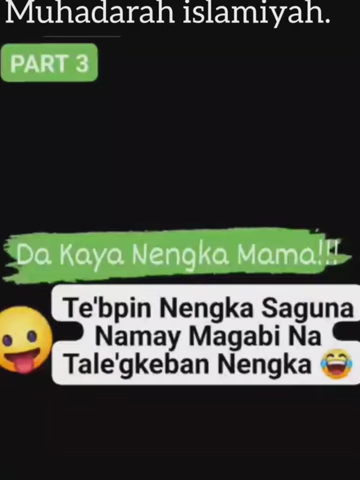 Muhadarah islamiyah.
PART 3
Da Kaya Nengka Mama!!!
Te'bpin Nengka Saguna
Namay Magabi Na
Tale'gkeban Nengka 😂